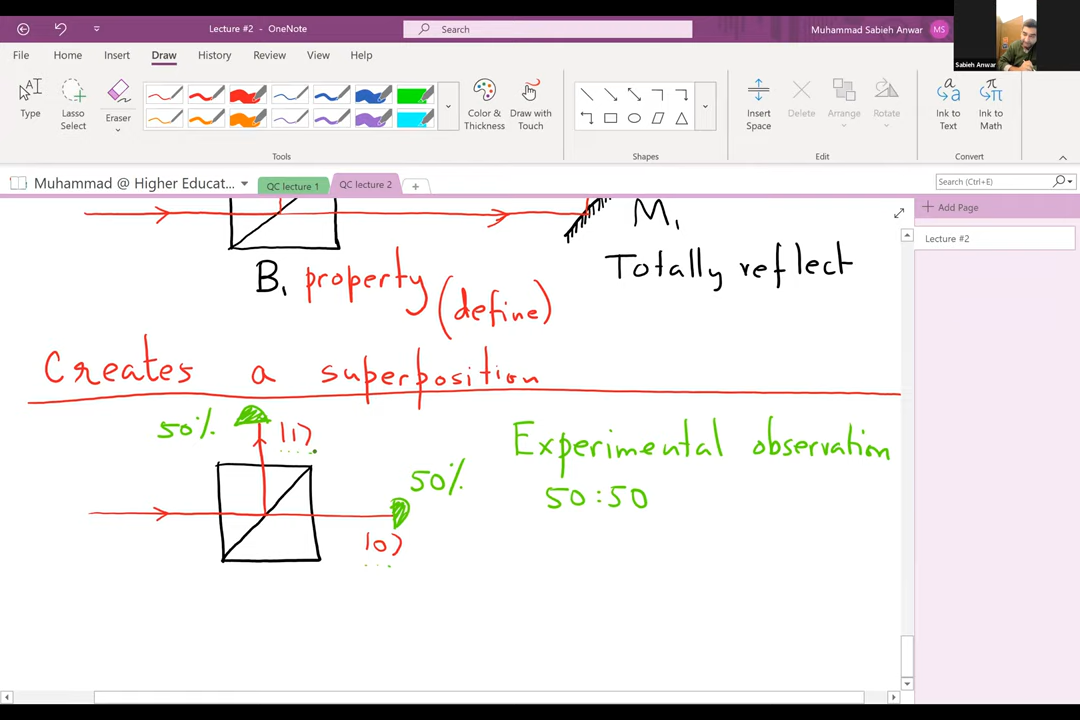 Lecture #2 - OneNote
Search
Muhammad Sabieh Anwar
MS
Sabieh Anwar
File Home Insert Draw History Review View Help
Type
Lasso Select
Eraser
Color & Thickness
Draw with Touch
Insert Space
Delete
Arrange
Rotate
Ink to Text
Ink to Math
Tools
Shapes
Edit
Convert
Muhammad @ Higher Educat...
QC lecture 1
QC lecture 2
Search (Ctrl+E)
Add Page
Lecture #2
M₁
Totally reflect
B₁ property (define)
Creates a superposition
50% |1⟩
Experimental observation
50:50
50%
|0⟩